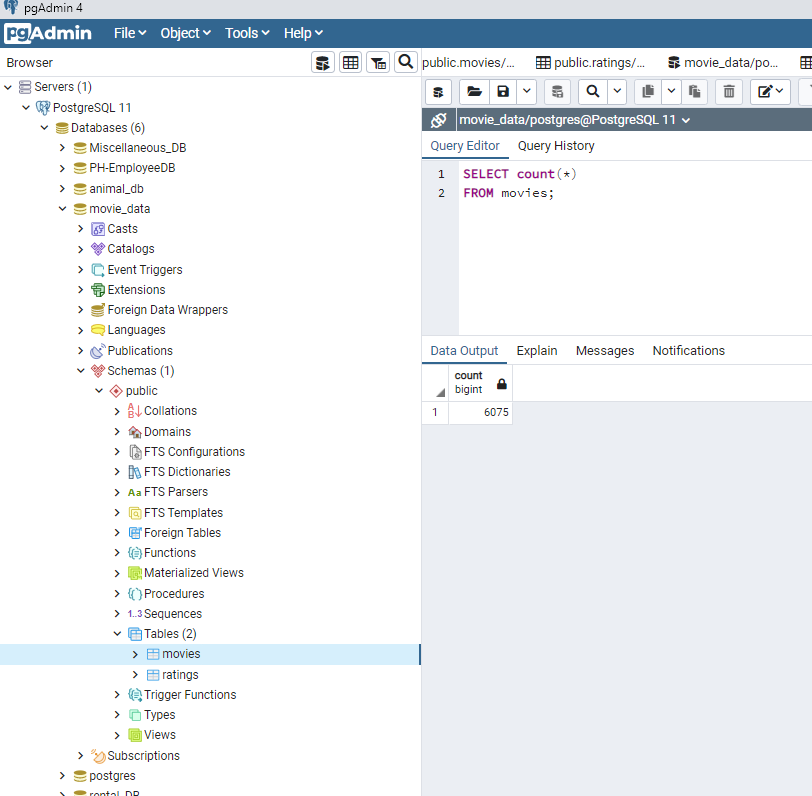 pgAdmin 4
pgAdmin File Object Tools Help
Browser
public.movies/...
public.ratings/...
movie_data/po...
Servers (1)
PostgreSQL 11
Databases (6)
Miscellaneous_DB
PH-EmployeeDB
animal_db
movie_data
Casts
Catalogs
Event Triggers
Extensions
Foreign Data Wrappers
Languages
Publications
Schemas (1)
public
Collations
Domains
FTS Configurations
FTS Dictionaries
Aa FTS Parsers
FTS Templates
Foreign Tables
Functions
Materialized Views
Procedures
1..3 Sequences
Tables (2)
movies
ratings
Trigger Functions
Types
Views
Subscriptions
postgres
rental_DB
movie_data/postgres@PostgreSQL 11
Query Editor Query History
1 SELECT count(*)
2 FROM movies;
Data Output Explain Messages Notifications
count
bigint
1 6075